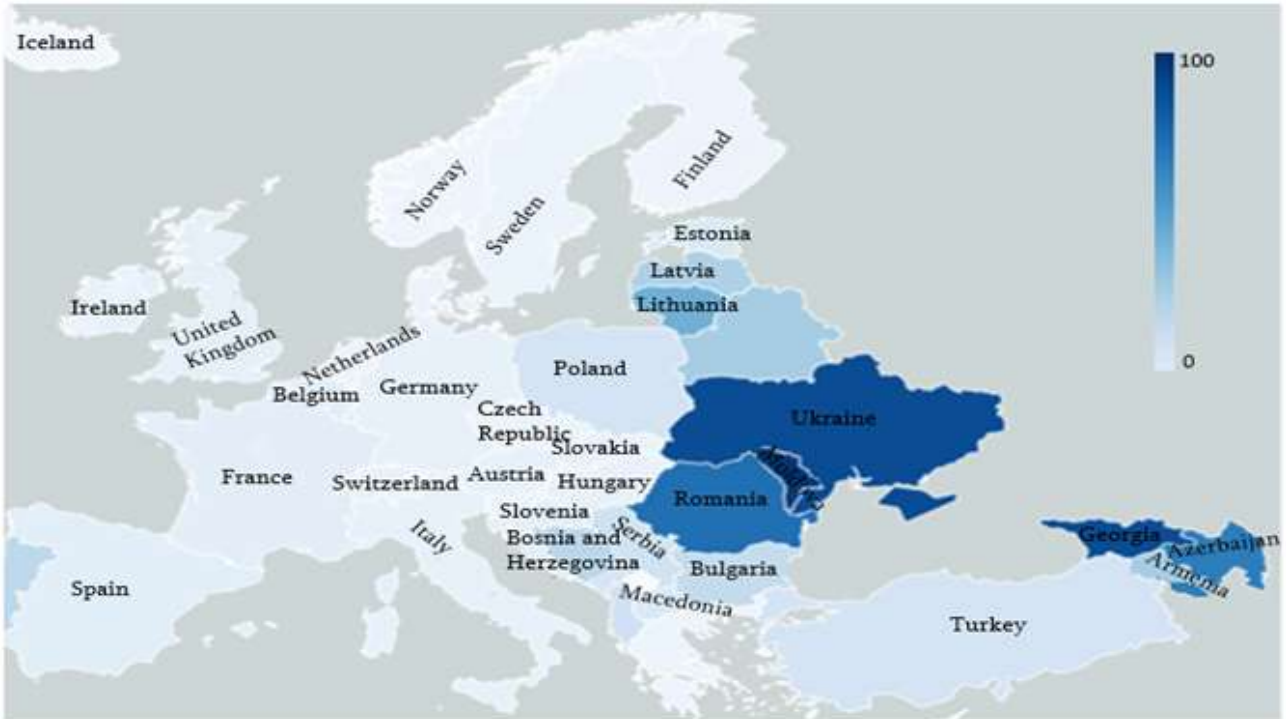 Iceland
100
Finland
Norway
Sweden
Estonia
Latvia
Ireland
Lithuania
United
Kingdom
Netherlands
0
Poland
Belgium
Germany
Czech
Republic
Ukraine
Slovakia
France
Switzerland
Austria
Hungary
Moldova
Romania
Slovenia
Italy
Serbia
Bosnia and
Herzegovina
Georgia
Azerbaijan
Armenia
Bulgaria
Spain
Macedonia
Turkey